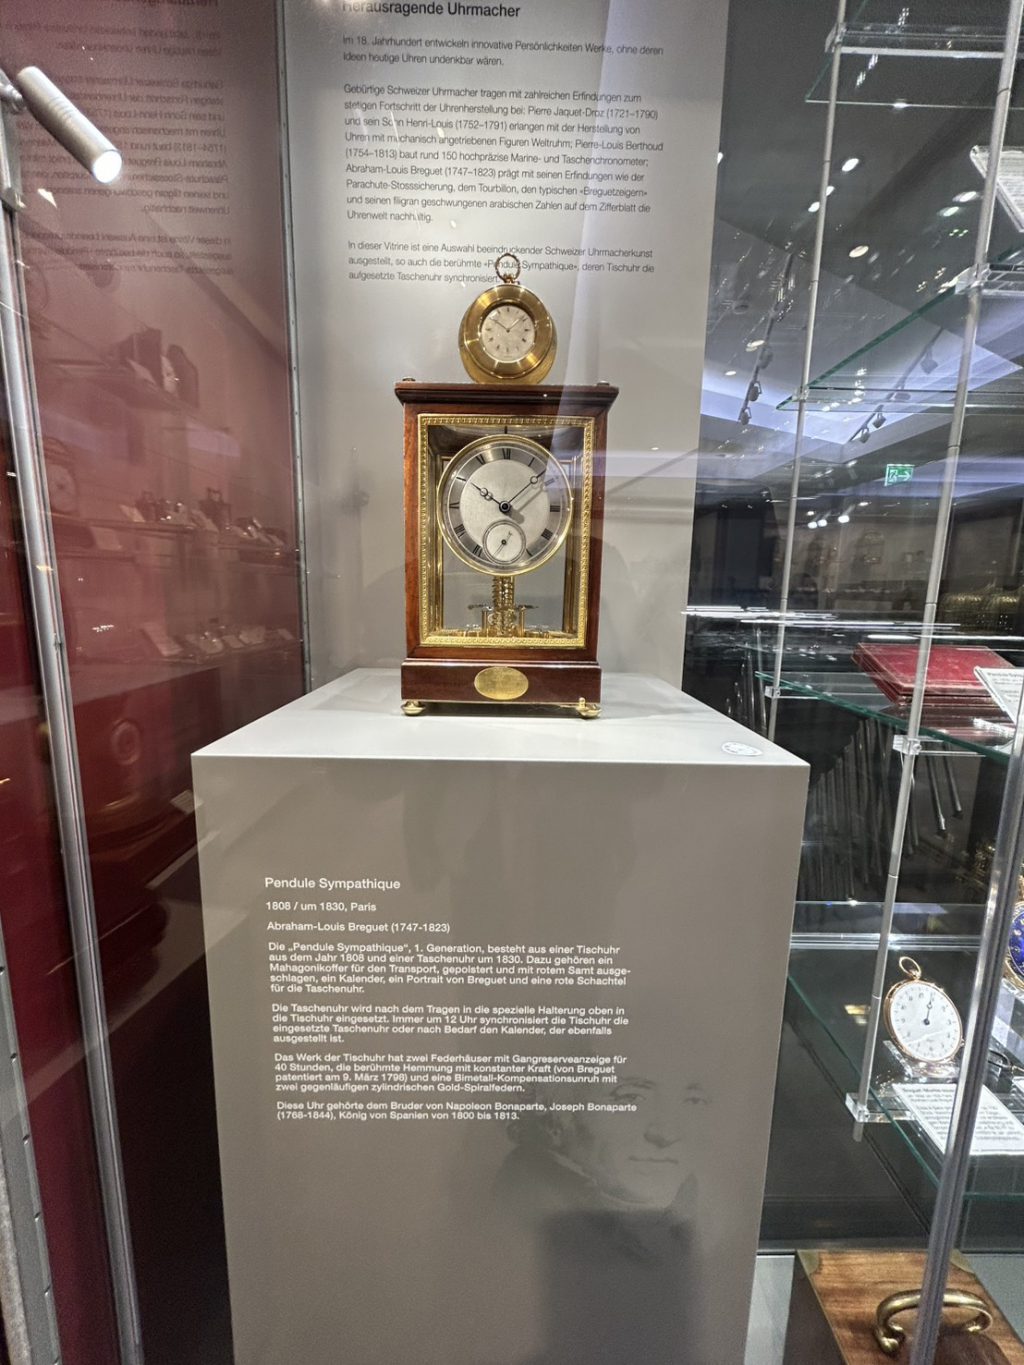 Herausragende Uhrmacher
Im 18. Jahrhundert entwickeln innovative Persönlichkeiten Werke, ohne deren
Ideen heutige Uhren undenkbar wären.
Gebürtige Schweizer Uhrmacher tragen mit zahlreichen Erfindungen zum
stetigen Fortschritt der Uhrenherstellung bei: Pierre Jaquet-Droz (1721–1790)
und sein Sohn Henri-Louis (1752–1791) erlangen mit der Herstellung von
Uhren mit mechanisch angetriebenen Figuren Weltruhm; Pierre-Louis Berthoud
(1754–1813) baut rund 150 hochpräzise Marine- und Taschenchronometer;
Abraham-Louis Breguet (1747–1823) prägt mit seinen Erfindungen wie der
Parachute-Stosssicherung, dem Tourbillon, den typischen «Breguetzeigern»
und seinen filigran geschwungenen arabischen Zahlen auf dem Zifferblatt die
Uhrenwelt nachhaltig.
In dieser Vitrine ist eine Auswahl beeindruckender Schweizer Uhrmacherkunst
ausgestellt, so auch die berühmte «Pendule Sympathique», deren Tischuhr die
aufgesetzte Taschenuhr synchronisiert.
Pendule Sympathique
1808 / um 1830, Paris
Abraham-Louis Breguet (1747-1823)
Die „Pendule Sympathique“, 1. Generation, besteht aus einer Tischuhr
aus dem Jahr 1808 und einer Taschenuhr um 1830. Dazu gehören ein
Mahagonikoffer für den Transport, gepolstert und mit rotem Samt ausge-
schlagen, ein Kalender, ein Portrait von Breguet und eine rote Schachtel
für die Taschenuhr.
Die Taschenuhr wird nach dem Tragen in die spezielle Halterung oben in
die Tischuhr eingesetzt. Immer um 12 Uhr synchronisiert die Tischuhr die
eingesetzte Taschenuhr oder nach Bedarf den Kalender, der ebenfalls
ausgestellt ist.
Das Werk der Tischuhr hat zwei Federhäuser mit Gangreserveanzeige für
40 Stunden, die berühmte Hemmung mit konstanter Kraft (von Breguet
patentiert am 9. März 1798) und eine Bimetall-Kompensationsunruh mit
zwei gegenläufigen zylindrischen Gold-Spiralfedern.
Diese Uhr gehörte dem Bruder von Napoleon Bonaparte, Joseph Bonaparte
(1768-1844), König von Spanien von 1800 bis 1813.